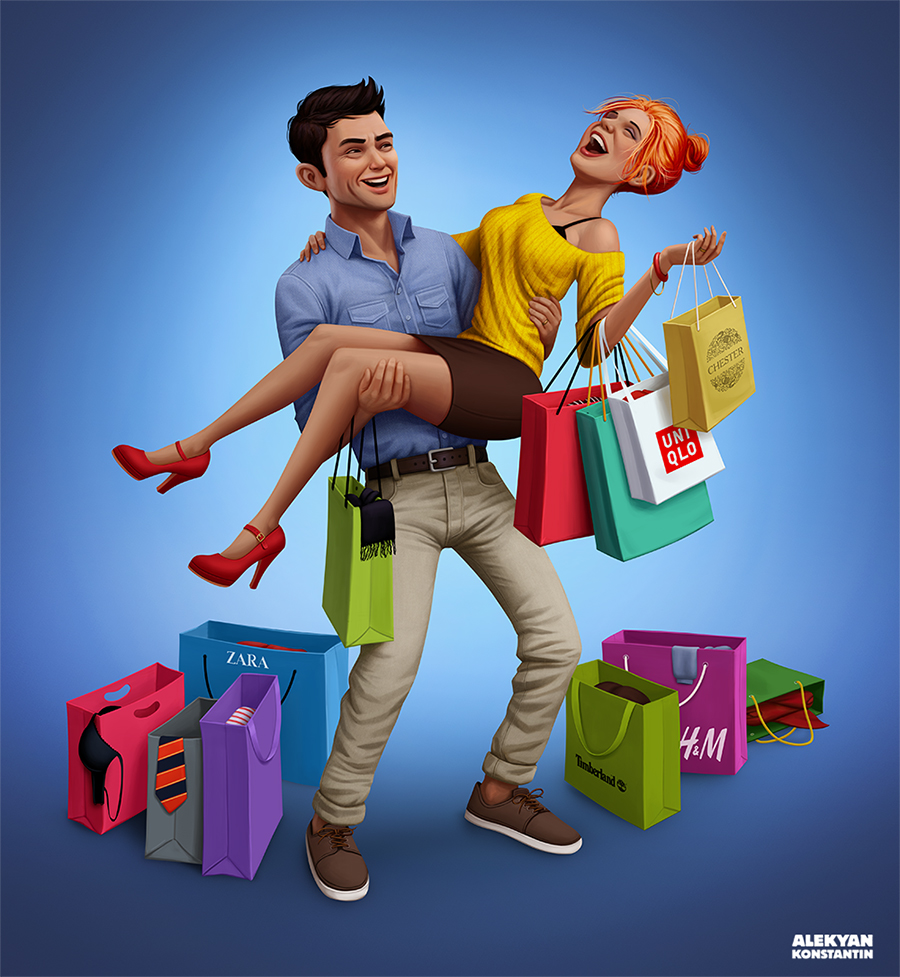 CHESTER
UNI
QLO
ZARA
H&M
Timberland
ALEKYAN
KONSTANTIN